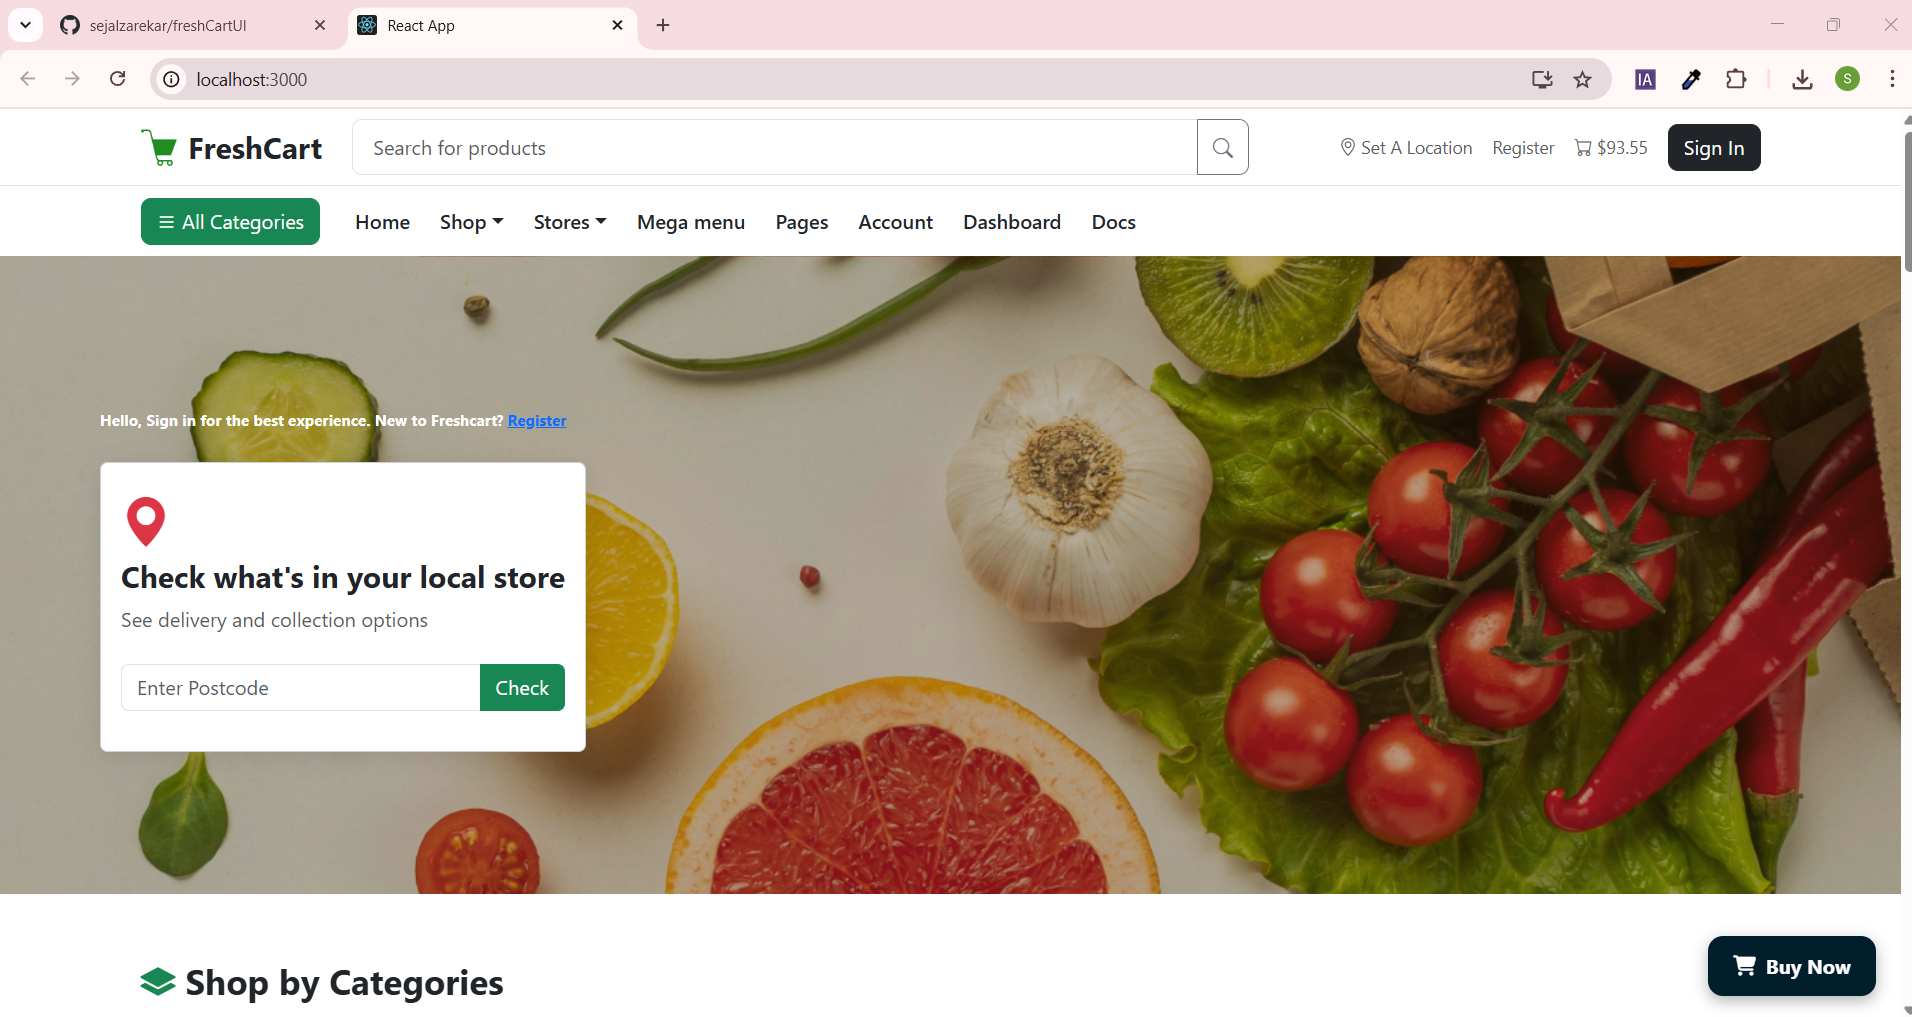 sejalzarekar/freshCartUI
React App
localhost:3000
IA
S
FreshCart
Search for products
Set A Location
Register
$93.55
Sign In
All Categories
Home
Shop
Stores
Mega menu
Pages
Account
Dashboard
Docs
Hello, Sign in for the best experience. New to Freshcart? Register
Check what's in your local store
See delivery and collection options
Enter Postcode
Check
Shop by Categories
Buy Now